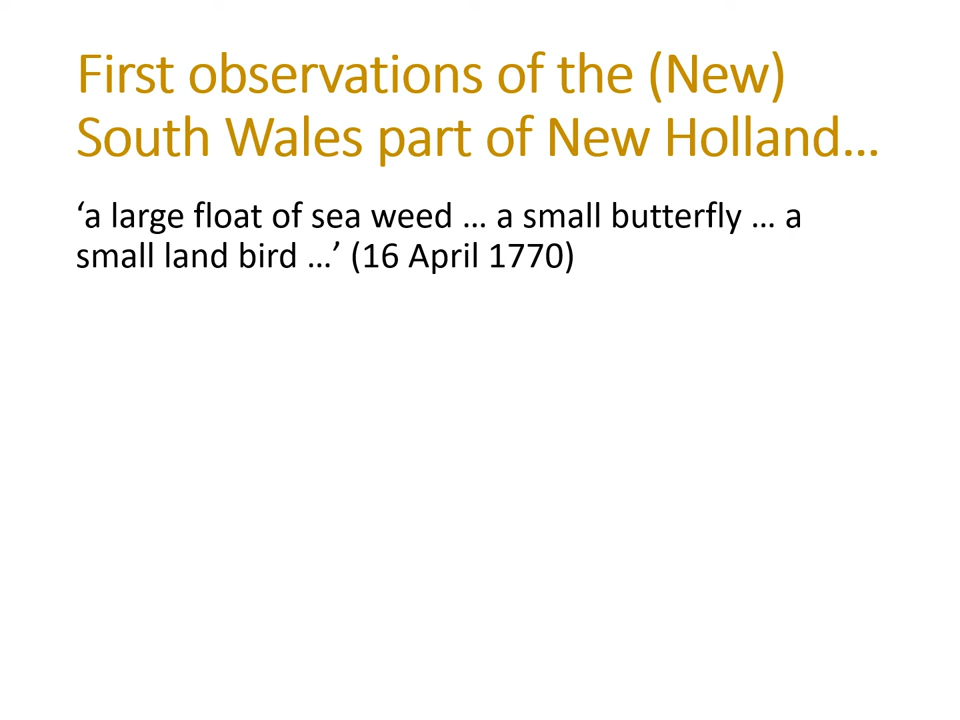 First observations of the (New)
South Wales part of New Holland…
‘a large float of sea weed … a small butterfly … a
small land bird …’ (16 April 1770)